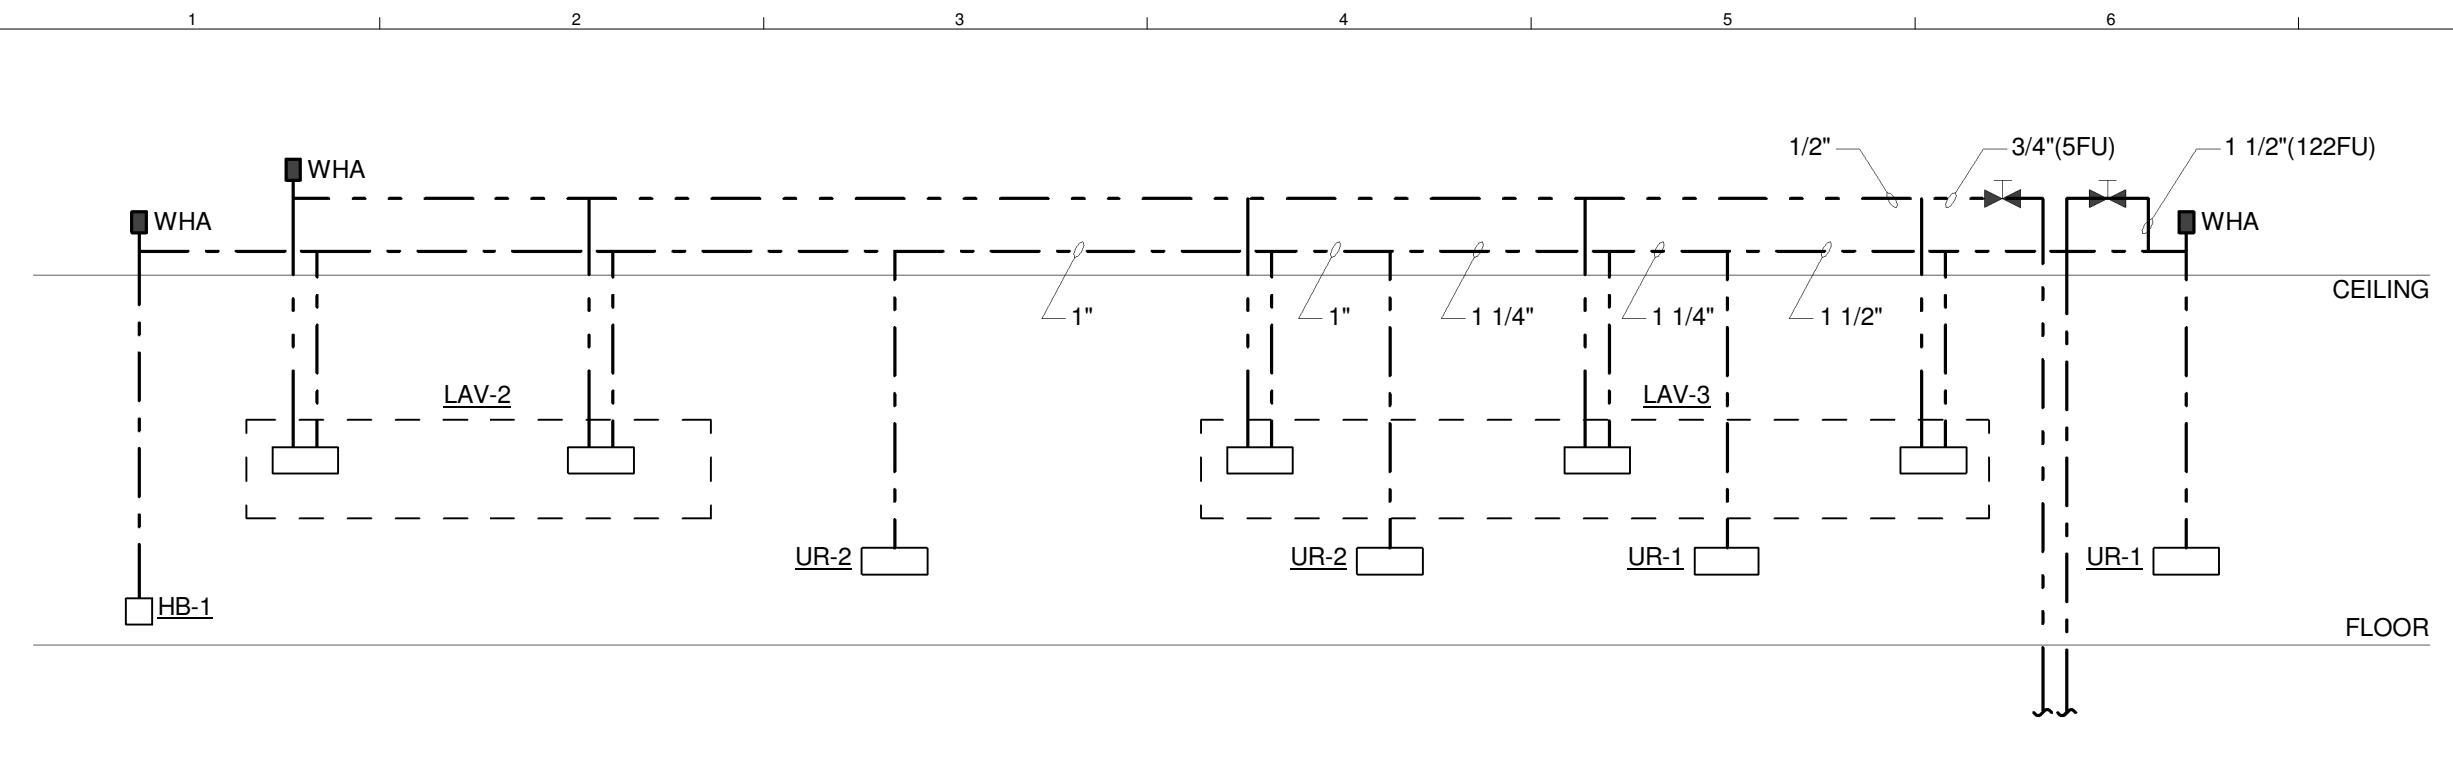 1 2 3 4 5 6
1/2" 3/4"(5FU) 1 1/2"(122FU)
WHA
WHA WHA
CEILING
1" 1" 1 1/4" 1 1/4" 1 1/2"
LAV-2 LAV-3
UR-2 UR-2 UR-1 UR-1
HB-1
FLOOR